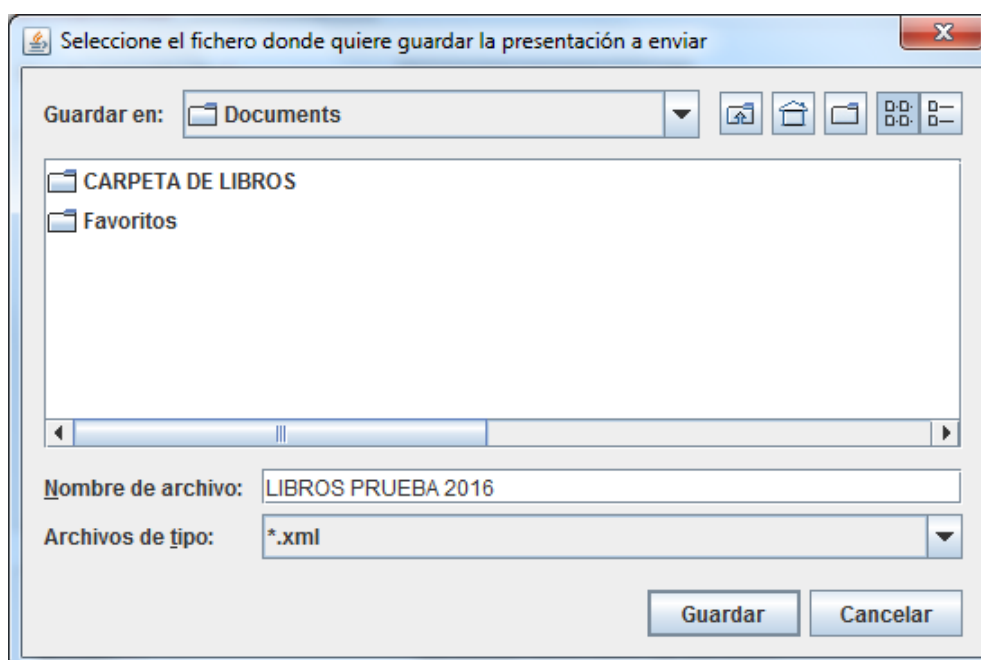 Seleccione el fichero donde quiere guardar la presentación a enviar
Guardar en: Documents
CARPETA DE LIBROS
Favoritos
Nombre de archivo: LIBROS PRUEBA 2016
Archivos de tipo: *.xml
Guardar Cancelar